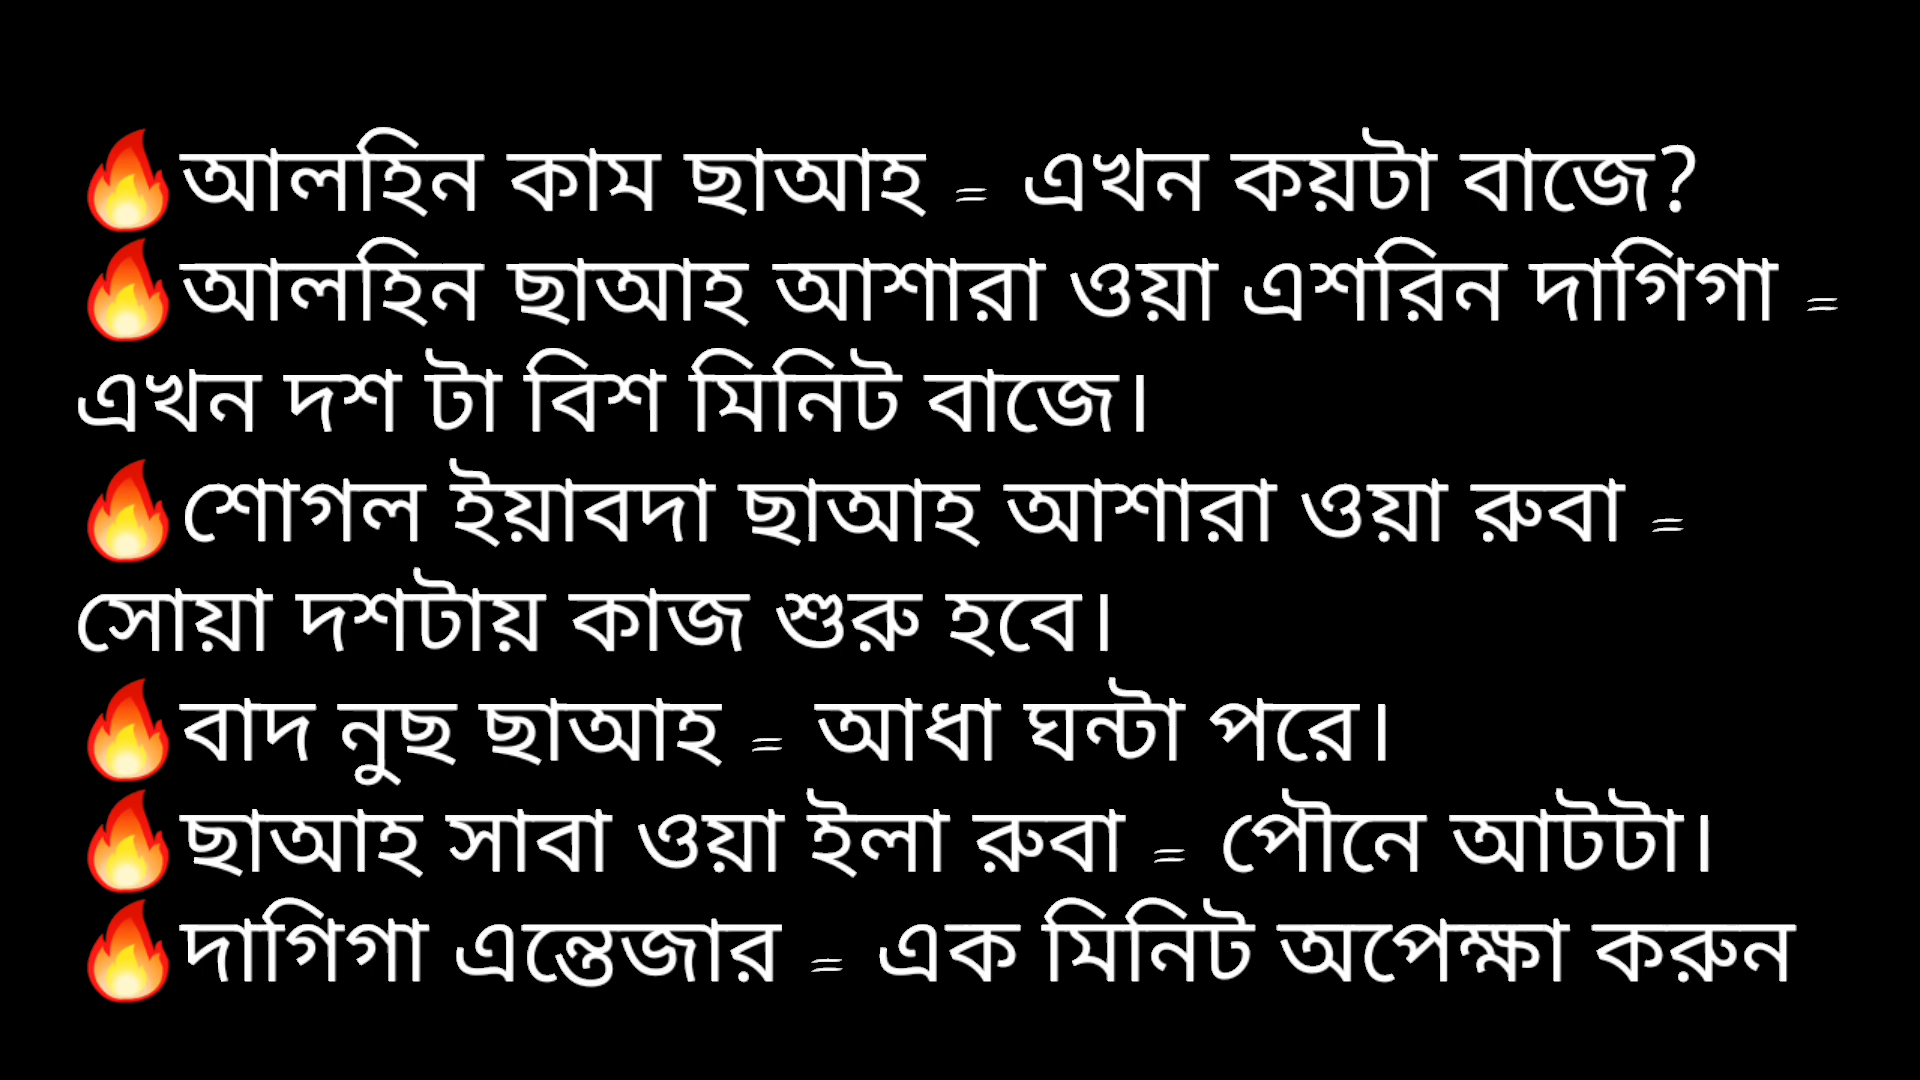 🔥আলহিন কাম ছাআহ = এখন কয়টা বাজে?
🔥আলহিন ছাআহ আশারা ওয়া এশরিন দাগিগা =
এখন দশ টা বিশ মিনিট বাজে।
🔥শোগল ইয়াবদা ছাআহ আশারা ওয়া রুবা =
সোয়া দশটায় কাজ শুরু হবে।
🔥বাদ নুছ ছাআহ = আধা ঘন্টা পরে।
🔥ছাআহ সাবা ওয়া ইলা রুবা = পৌনে আটটা।
🔥দাগিগা এন্তেজার = এক মিনিট অপেক্ষা করুন